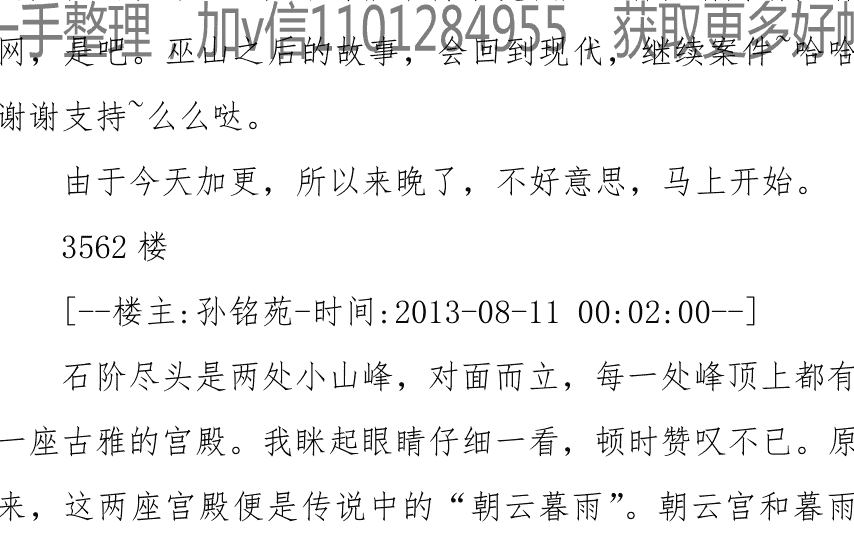 一手整理，加v信1101284955，获取更多好帖
网，是吧。巫山之后的故事，会回到现代，继续案件~哈哈
谢谢支持~么么哒。
由于今天加更，所以来晚了，不好意思，马上开始。
3562 楼
[--楼主:孙铭苑-时间:2013-08-11 00:02:00--]
石阶尽头是两处小山峰，对面而立，每一处峰顶上都有
一座古雅的宫殿。我眯起眼睛仔细一看，顿时赞叹不已。原
来，这两座宫殿便是传说中的“朝云暮雨”。朝云宫和暮雨